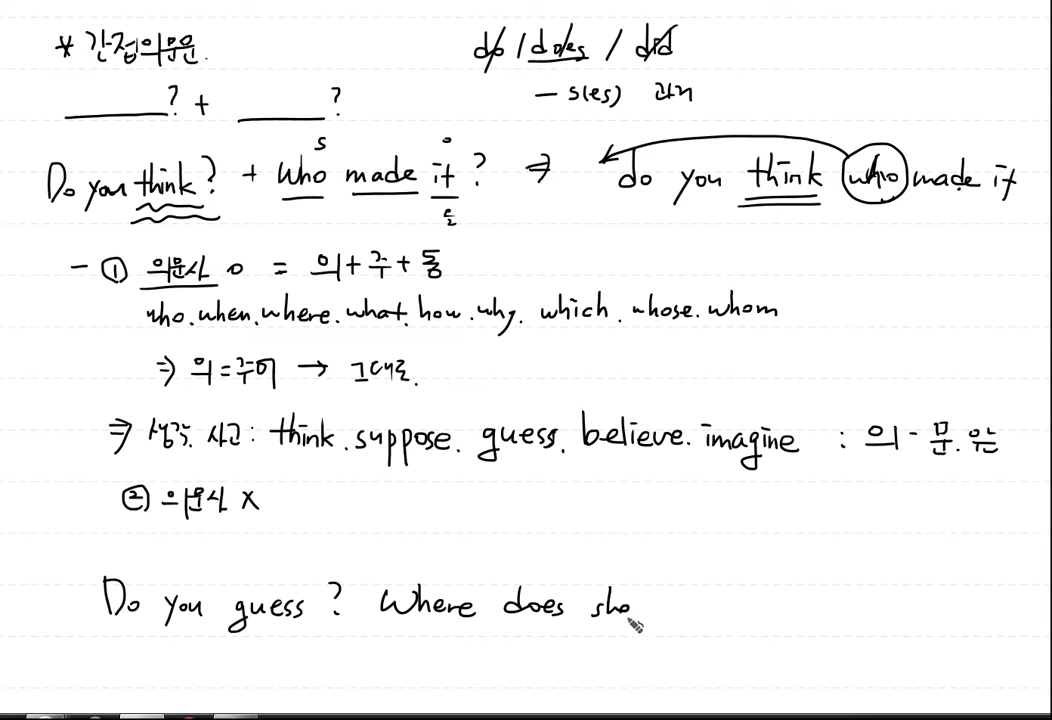 * 간접의문문. do / does / did
? + ? - s(es) 과거
s o
Do you think? + who made it? ⇒ do you think who made it
동
- ① 의문사 o = 의+주+동
who. when. where. what. how. why. which. whose. whom
⇒ 의=주어 → 그대로.
⇒ 생각. 사고: think. suppose. guess. believe. imagine : 의 - 문.
② 의문사 X
Do you guess? Where does she